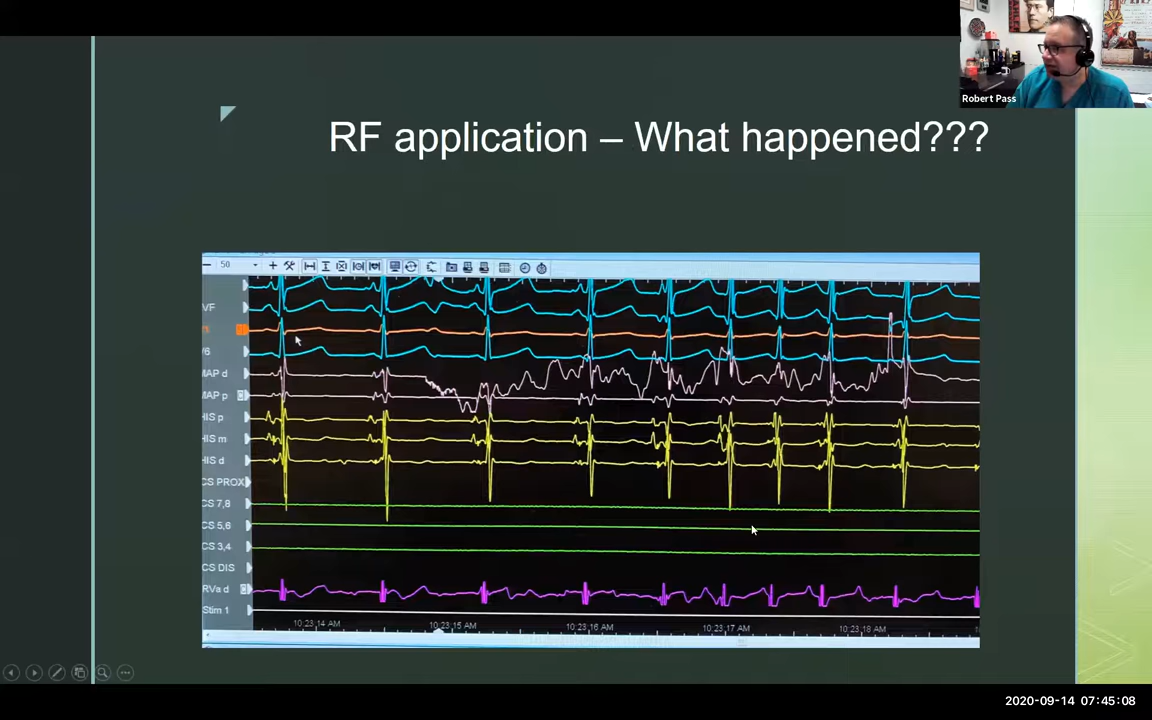 Robert Pass
RF application – What happened???
50
VF
V6
MAP d
MAP p
HIS p
HIS m
HIS d
CS PROX
CS 7,8
CS 5,6
CS 3,4
CS DIS
RVa d
Stim 1
10:23:14 AM
10:23:15 AM
10:23:16 AM
10:23:17 AM
10:23:18 AM
2020-09-14 07:45:08